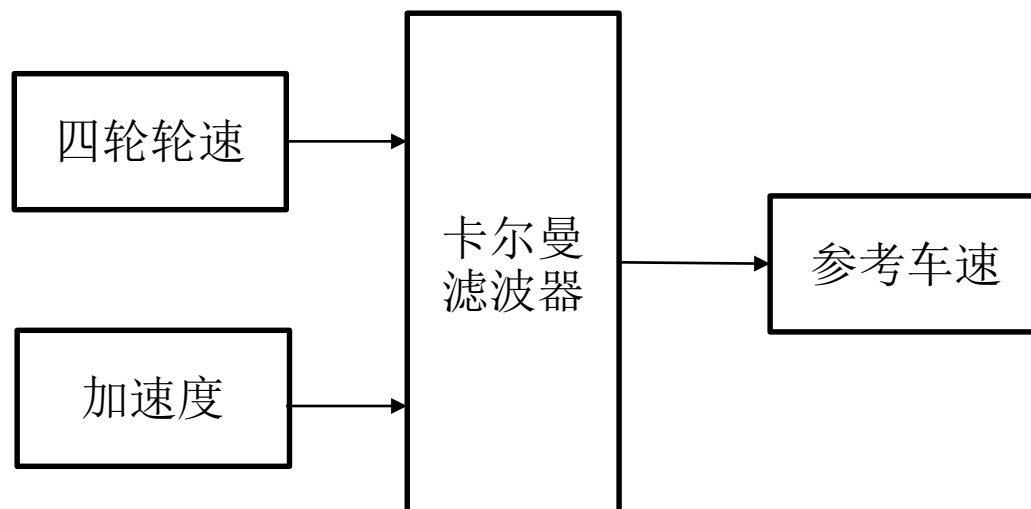 四轮轮速
加速度
卡尔曼
滤波器
参考车速